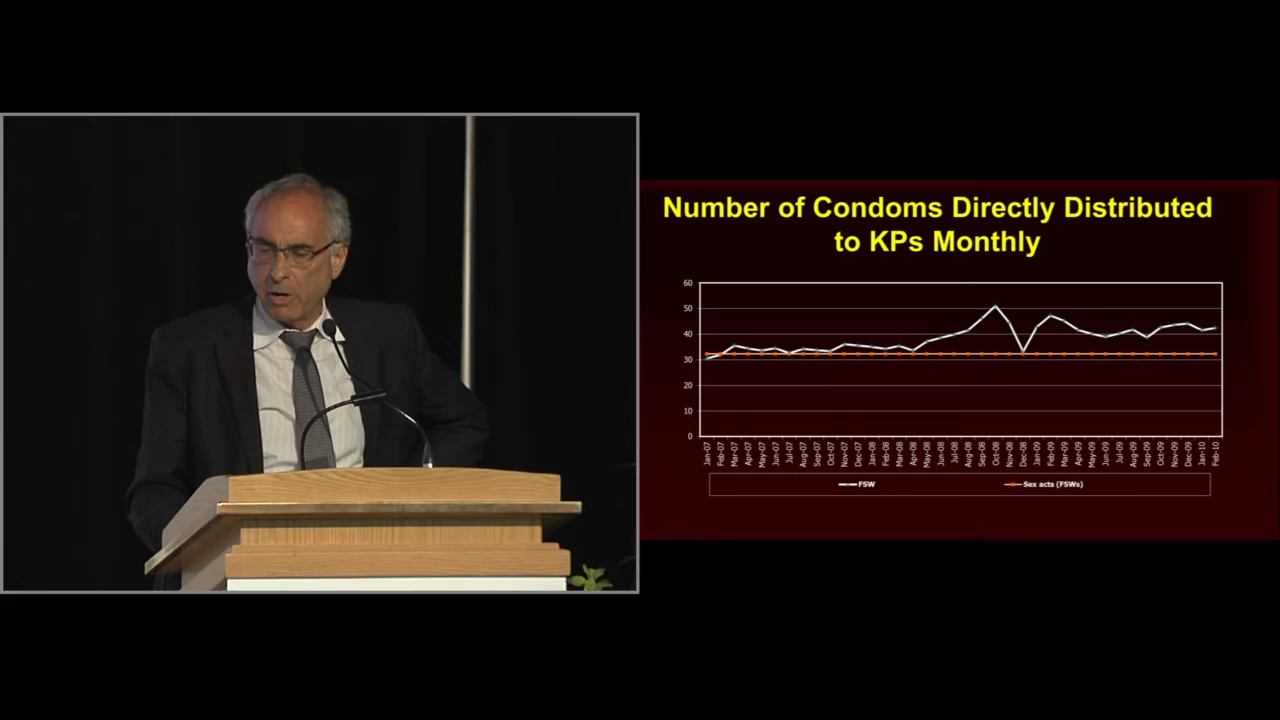 Number of Condoms Directly Distributed
to KPs Monthly
60
50
40
30
20
10
0
Jan-07
Feb-07
Mar-07
Apr-07
May-07
Jun-07
Jul-07
Aug-07
Sep-07
Oct-07
Nov-07
Dec-07
Jan-08
Feb-08
Mar-08
Apr-08
May-08
Jun-08
Jul-08
Aug-08
Sep-08
Oct-08
Nov-08
Dec-08
Jan-09
Feb-09
Mar-09
Apr-09
May-09
Jun-09
Jul-09
Aug-09
Sep-09
Oct-09
Nov-09
Dec-09
Jan-10
Feb-10
FSW
Sex acts (FSWs)